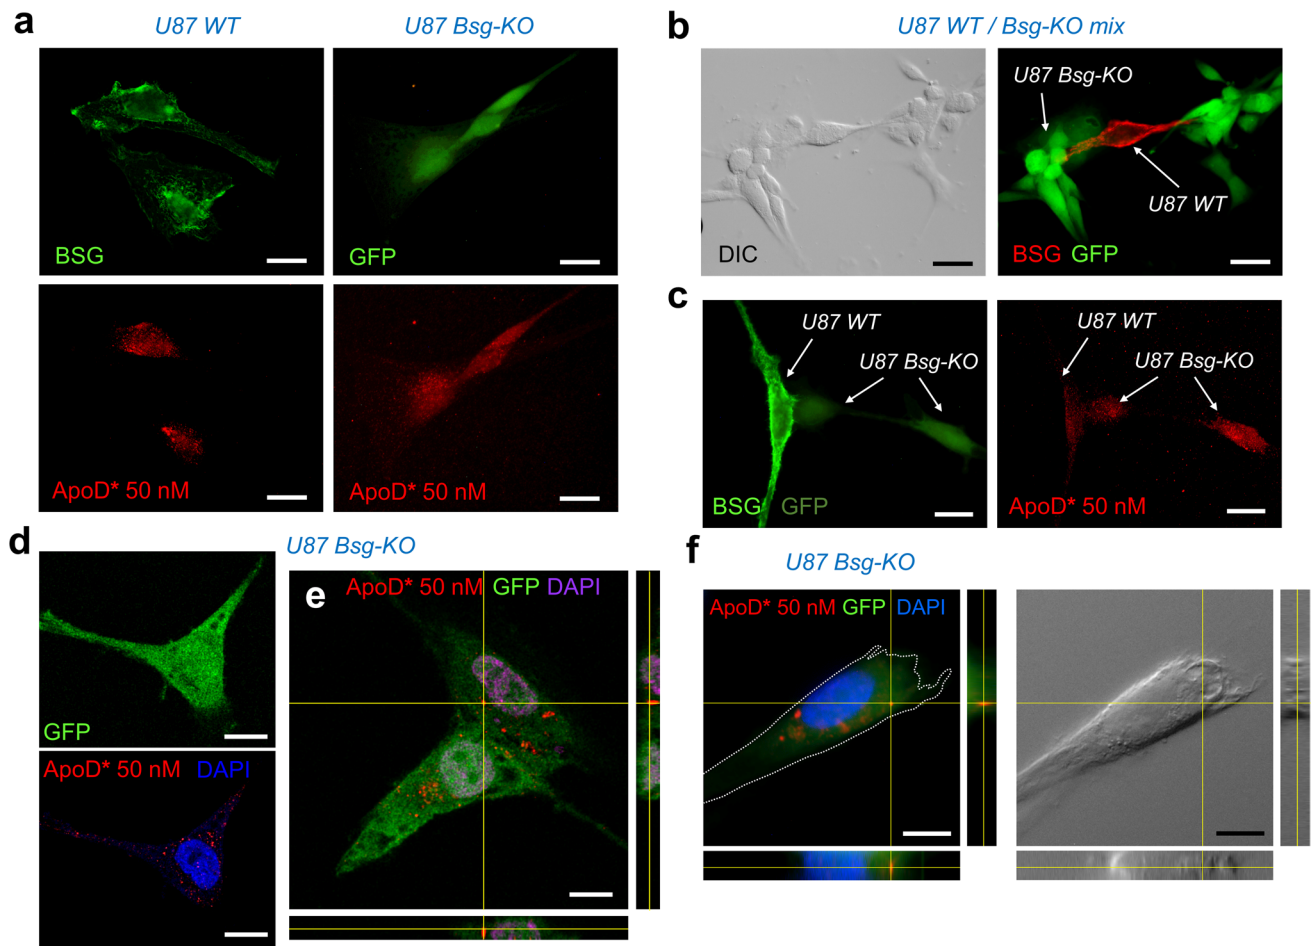 a
U87 WT
U87 Bsg-KO
BSG
GFP
ApoD* 50 nM
ApoD* 50 nM
b
U87 WT / Bsg-KO mix
DIC
U87 Bsg-KO
U87 WT
BSG GFP
c
U87 WT
U87 Bsg-KO
BSG GFP
U87 WT
U87 Bsg-KO
ApoD* 50 nM
d
U87 Bsg-KO
GFP
ApoD* 50 nM DAPI
e
ApoD* 50 nM GFP DAPI
f
U87 Bsg-KO
ApoD* 50 nM GFP DAPI